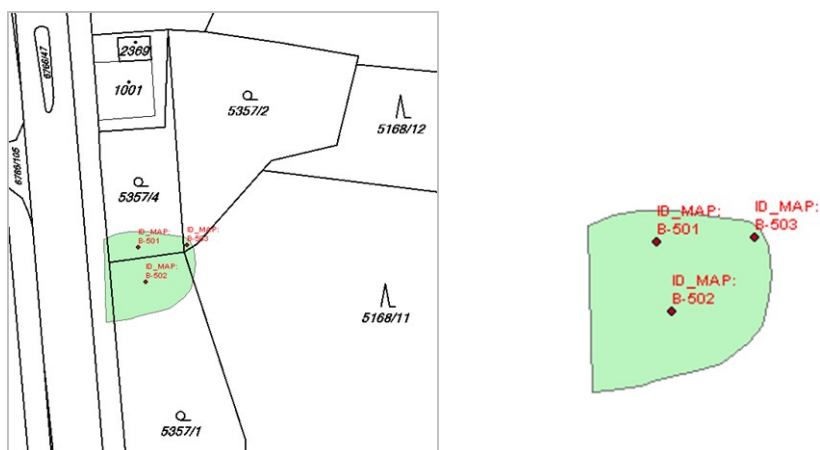 6766/47
2369
1001
5357/2
5168/12
6785/105
5357/4
ID_MAP:
B-501
ID_MAP:
B-503
ID_MAP:
B-502
5168/11
5357/1
ID_MAP:
B-501
ID_MAP:
B-503
ID_MAP:
B-502